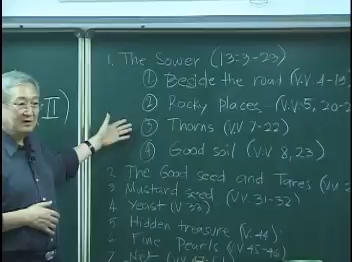 II)
1. The Sower (13:3-23)
① Beside the road (V.V 4-19
② Rocky places (V.V 5, 20-2
③ Thorns (V.V 7-22)
④ Good soil (V.V 8,23)
2 The Good seed and Tares (V.V 2
3 Mustard seed (V.V. 31-32)
4 Yeast (V 33)
5 Hidden treasure (V.44)
6 Fine Pearls (V.V 45-46)
7. Net